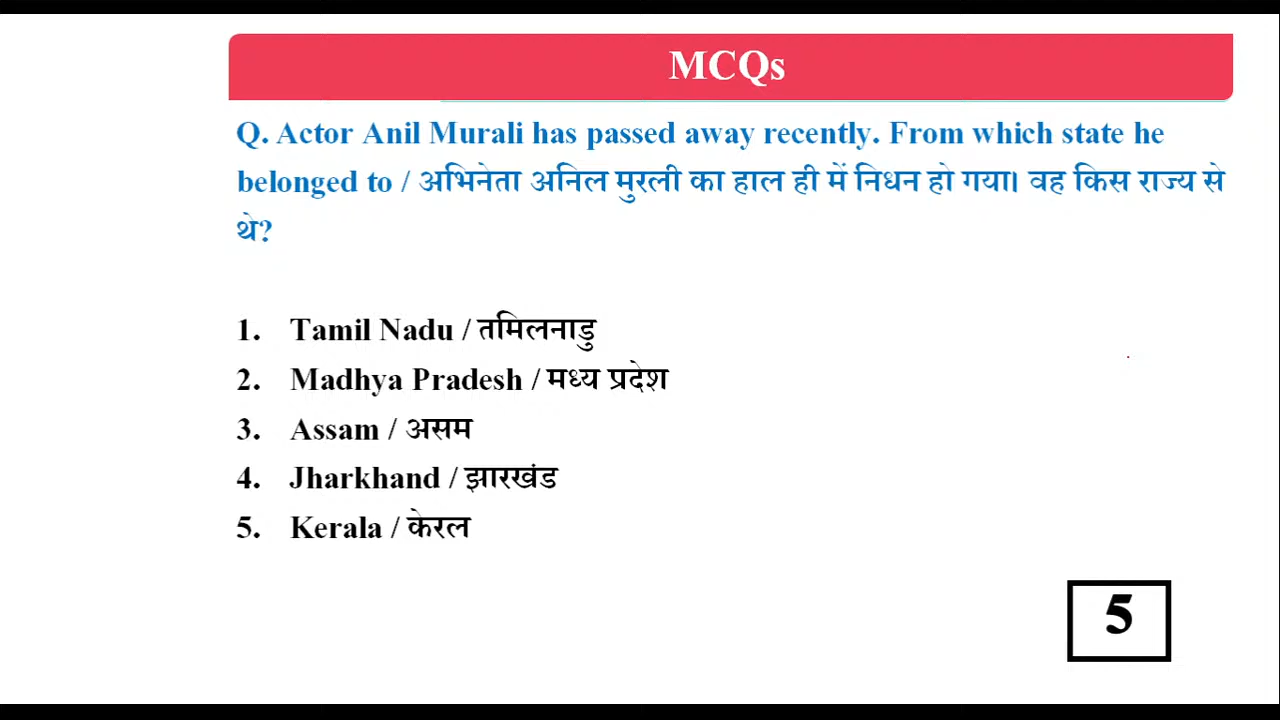 MCQs
Q. Actor Anil Murali has passed away recently. From which state he
belonged to / अभिनेता अनिल मुरली का हाल ही में निधन हो गया। वह किस राज्य से
थे?
1. Tamil Nadu / तमिलनाडु
2. Madhya Pradesh / मध्य प्रदेश
3. Assam / असम
4. Jharkhand / झारखंड
5. Kerala / केरल
5